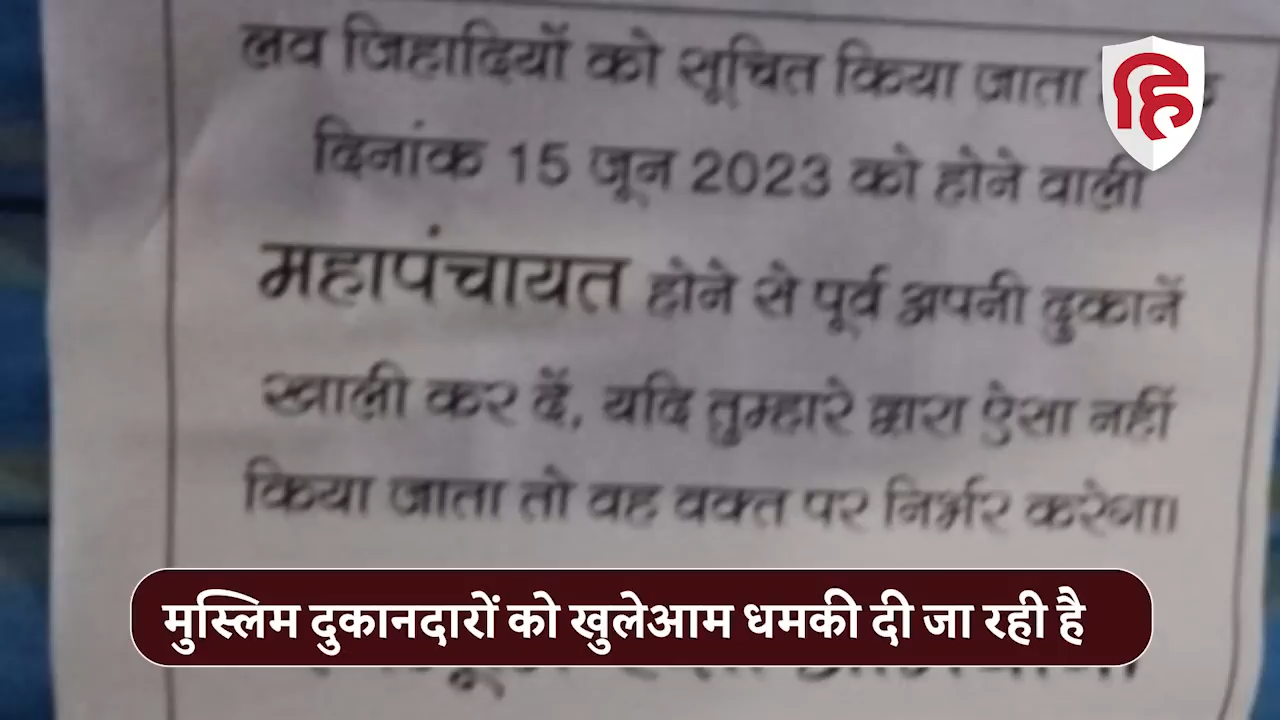 लव जिहादियों को सूचित किया जाता
दिनांक 15 जून 2023 को होने वाली
महापंचायत होने से पूर्व अपनी दुकानें
खाली कर दें, यदि तुम्हारे द्वारा ऐसा नहीं
किया जाता तो वह वक्त पर निर्भर करेगा।
मुस्लिम दुकानदारों को खुलेआम धमकी दी जा रही है
हि